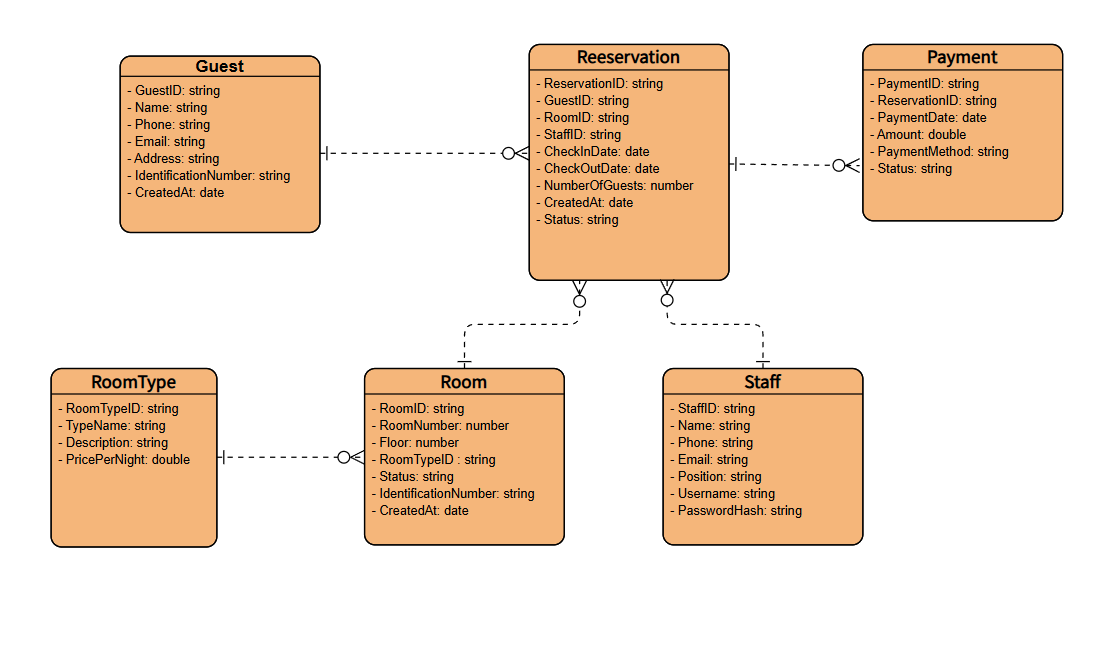 Guest
- GuestID: string
- Name: string
- Phone: string
- Email: string
- Address: string
- IdentificationNumber: string
- CreatedAt: date
Reeservation
- ReservationID: string
- GuestID: string
- RoomID: string
- StaffID: string
- CheckInDate: date
- CheckOutDate: date
- NumberOfGuests: number
- CreatedAt: date
- Status: string
Payment
- PaymentID: string
- ReservationID: string
- PaymentDate: date
- Amount: double
- PaymentMethod: string
- Status: string
RoomType
- RoomTypeID: string
- TypeName: string
- Description: string
- PricePerNight: double
Room
- RoomID: string
- RoomNumber: number
- Floor: number
- RoomTypeID : string
- Status: string
- IdentificationNumber: string
- CreatedAt: date
Staff
- StaffID: string
- Name: string
- Phone: string
- Email: string
- Position: string
- Username: string
- PasswordHash: string